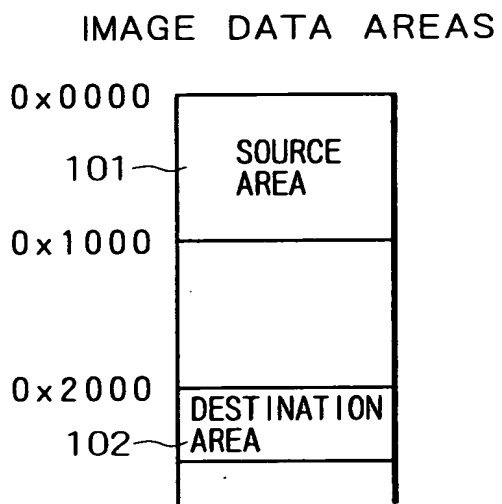 IMAGE DATA AREAS
0x0000
101
SOURCE
AREA
0x1000
0x2000
DESTINATION
102
AREA